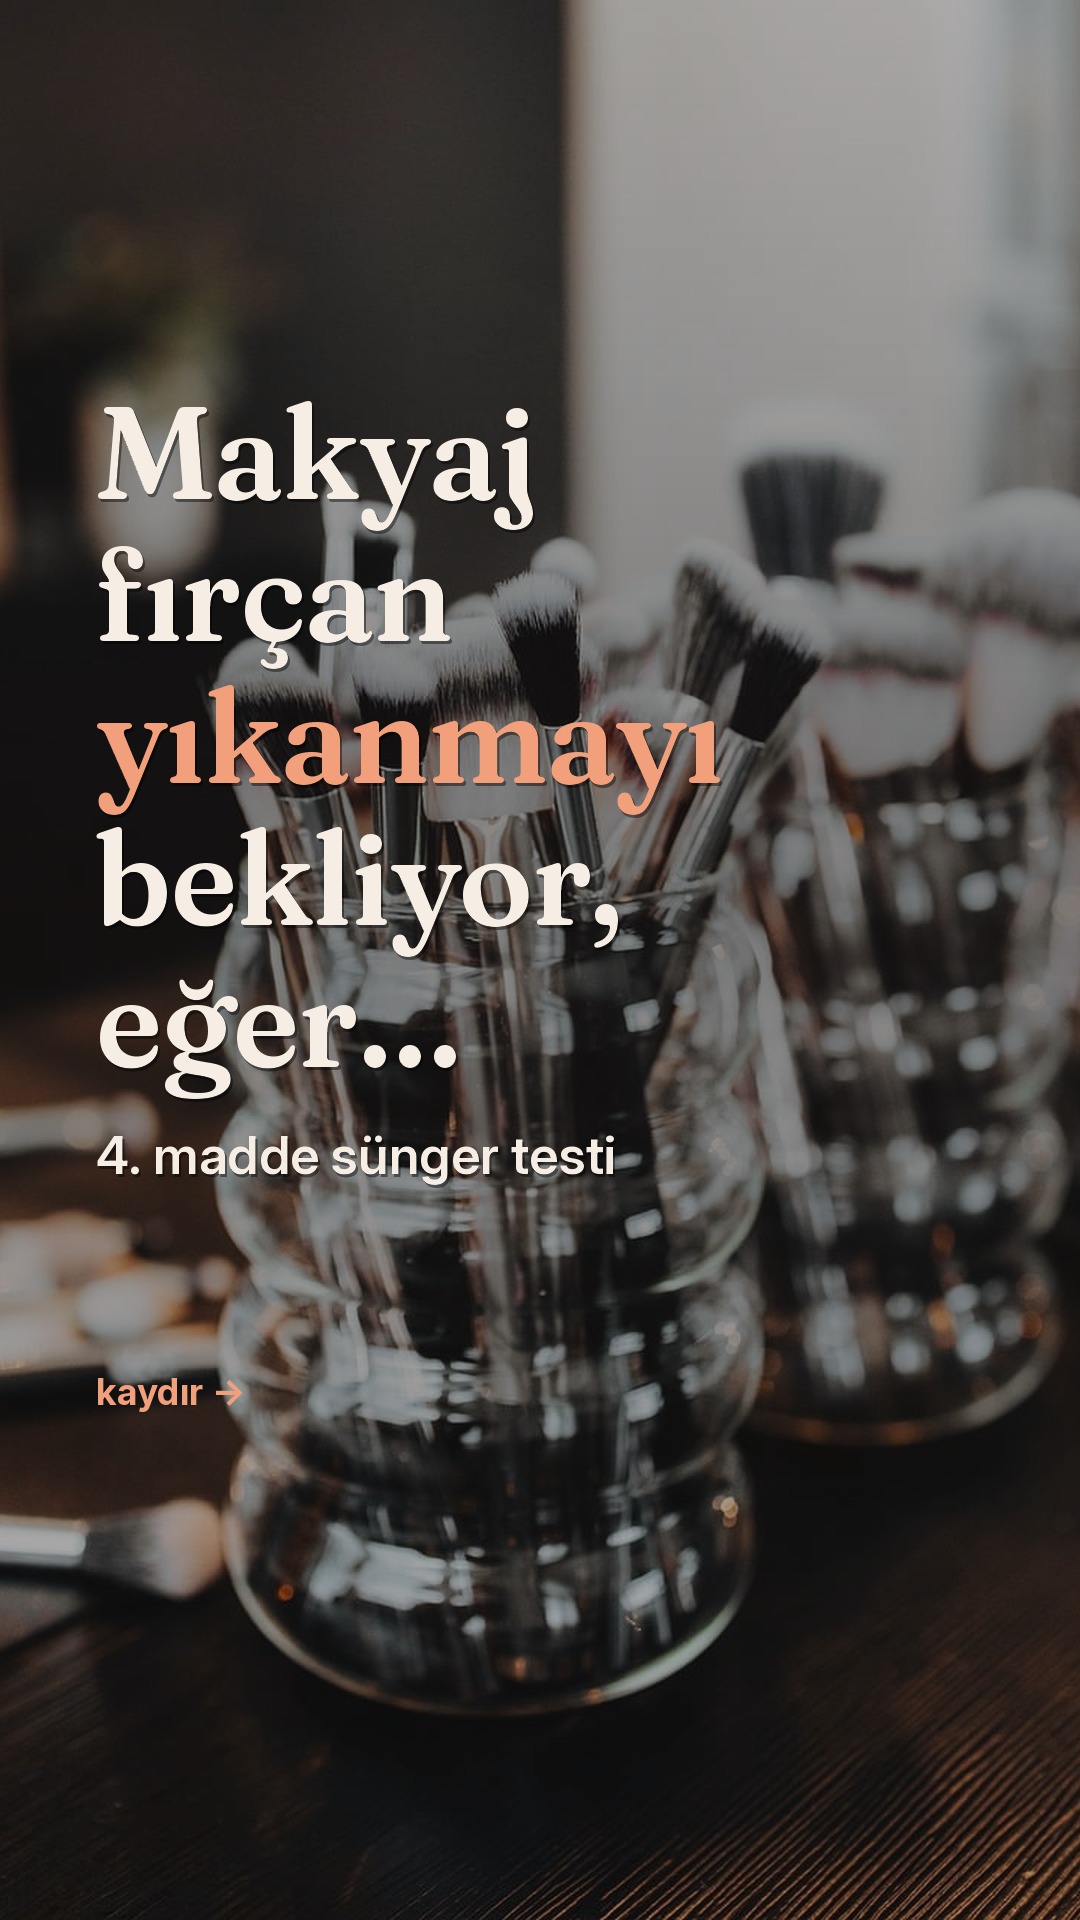 Makyaj
fırçan
yıkanmayı
bekliyor,
eğer...
4. madde sünger testi
kaydır →